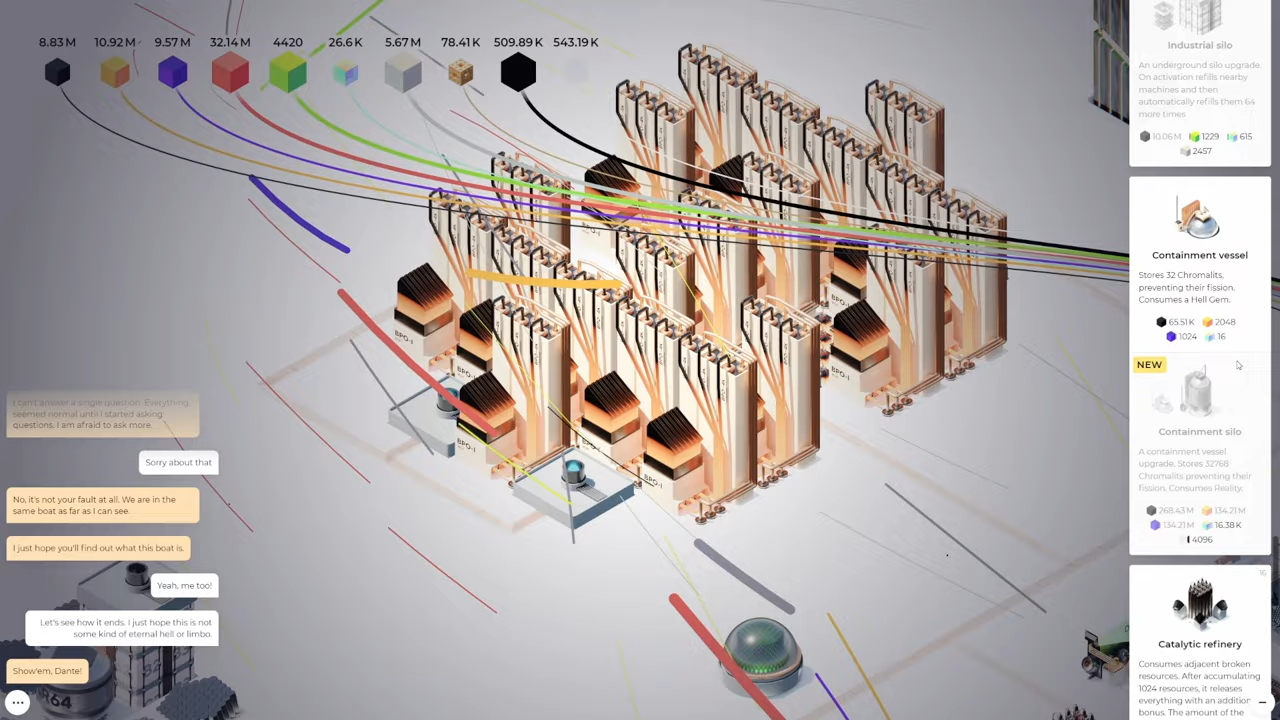 8.83 M 10.92 M 9.57 M 32.14 M 4420 26.6 K 5.67 M 78.41 K 509.89 K 543.19 K
I can't answer a single question. Everything
seemed normal until I started asking
questions. I am afraid to ask more.
Sorry about that
No, it's not your fault at all. We are in the
same boat as far as I can see.
I just hope you'll find out what this boat is.
Yeah, me too!
Let's see how it ends. I just hope this is not
some kind of eternal hell or limbo.
Show'em, Dante!
R64
BPO-I
BPO-I
BPO-I
BPO-I
BPO-I
BPO-I
Industrial silo
An underground silo upgrade.
On activation refills nearby
machines and then
automatically refills them 64
more times
10.06 M 1229 615
2457
Containment vessel
Stores 32 Chromalits,
preventing their fission.
Consumes a Hell Gem.
65.51 K 2048
1024 16
NEW
Containment silo
A containment vessel
upgrade. Stores 32768
Chromalits preventing their
fission. Consumes Reality.
268.43 M 134.21 M
134.21 M 16.38 K
4096
16
Catalytic refinery
Consumes adjacent broken
resources. After accumulating
1024 resources, it releases
everything with an addition
bonus. The amount of the